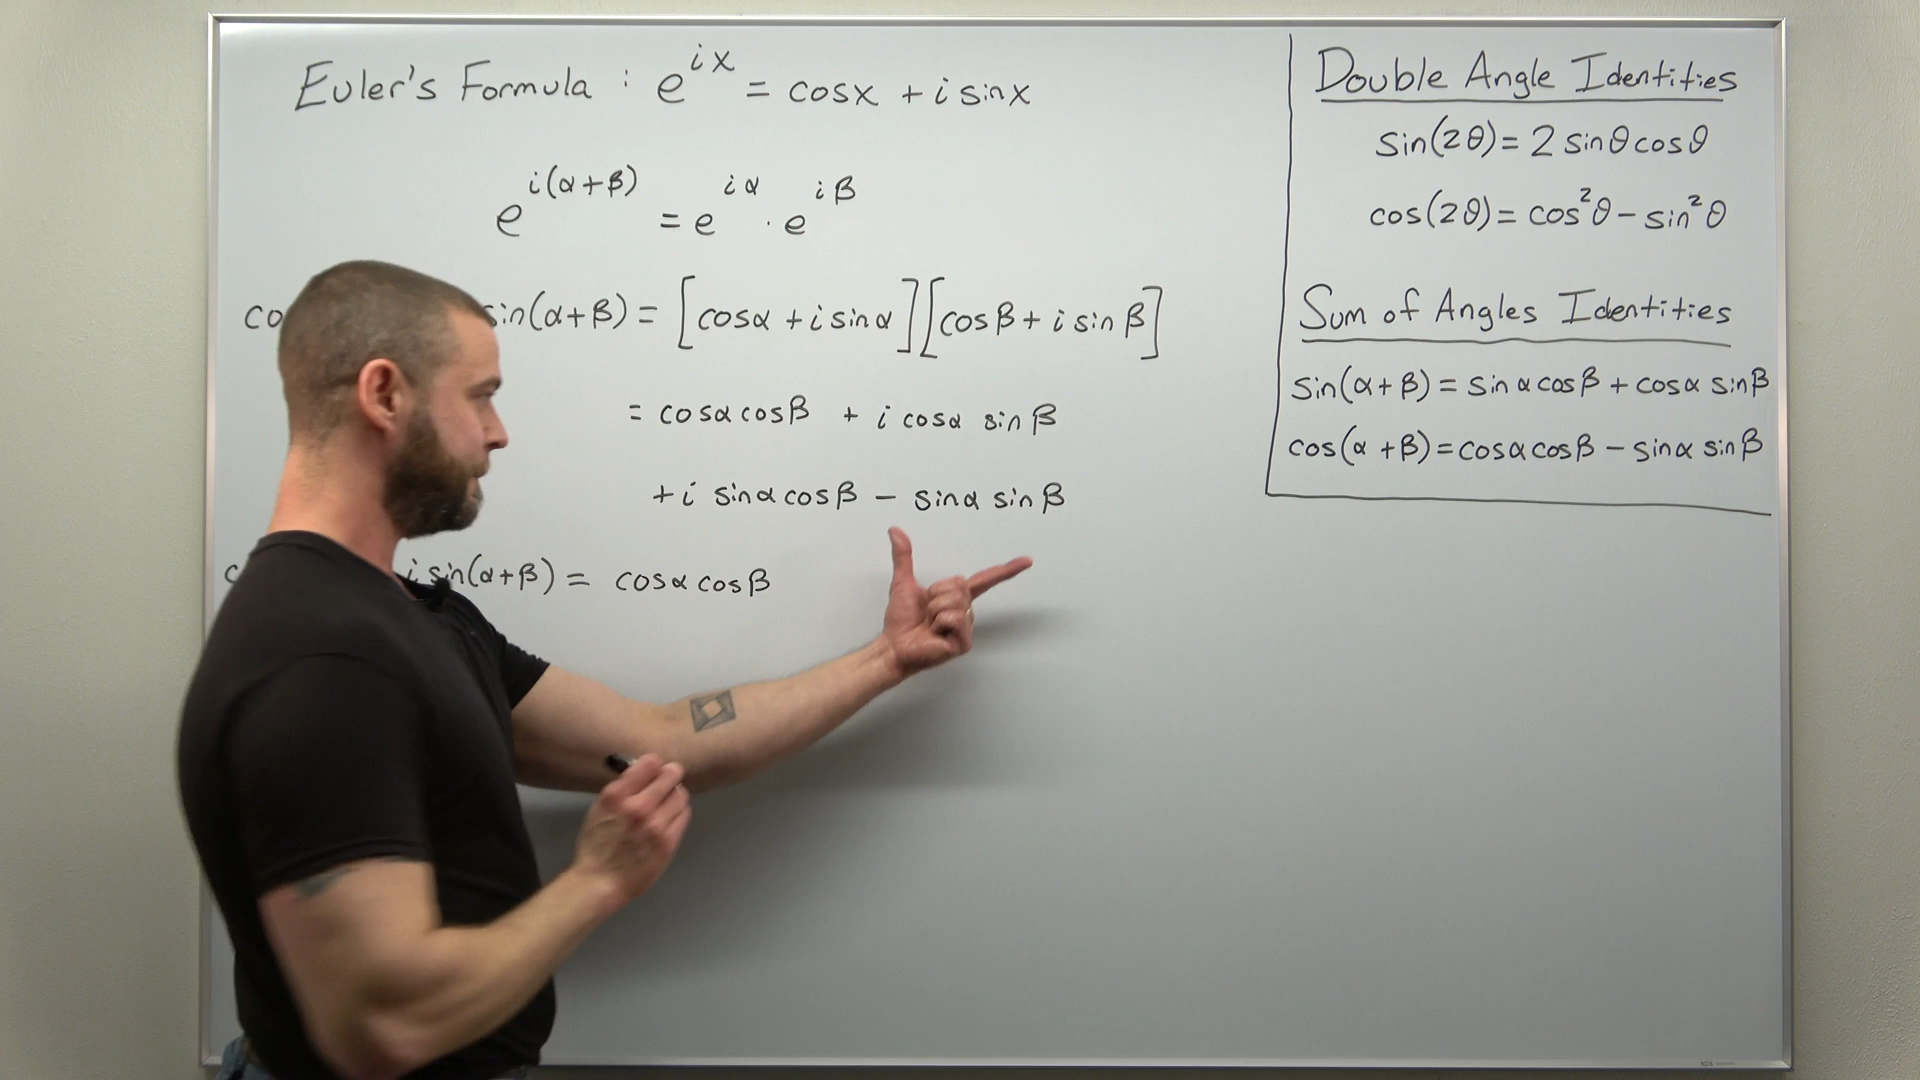 Euler's Formula : e^{ix} = cosx + i sinx
e^{i(α+β)} = e^{iα} · e^{iβ}
co sin(α+β) = [cosα + i sinα][cosβ + i sinβ]
= cosα cosβ + i cosα sinβ
+ i sinα cosβ − sinα sinβ
c i sin(α+β) = cosα cosβ
Double Angle Identities
sin(2θ) = 2 sinθ cosθ
cos(2θ) = cos²θ − sin²θ
Sum of Angles Identities
sin(α+β) = sinα cosβ + cosα sinβ
cos(α+β) = cosα cosβ − sinα sinβ